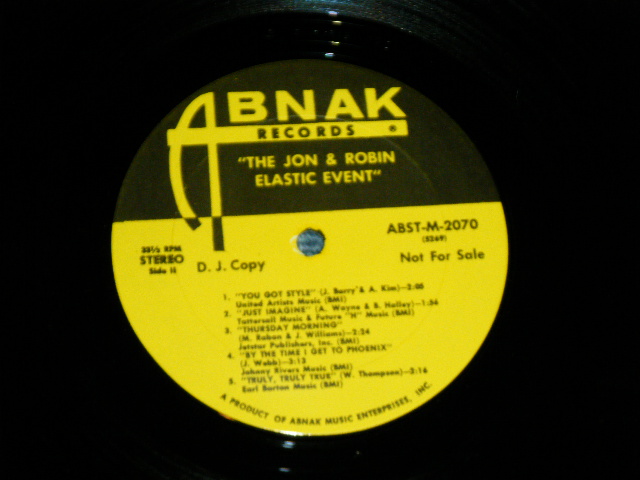 ABNAK
RECORDS ®
"THE JON & ROBIN
ELASTIC EVENT"
33⅓ RPM
STEREO
Side II
D. J. Copy
ABST-M-2070
(5269)
Not For Sale
1. "YOU GOT STYLE" (J. Barry & A. Kim)—2:05
United Artists Music (BMI)
2. "JUST IMAGINE" (A. Wayne & B. Holley)—1:56
Tattersall Music & Future "H" Music (BMI)
3. "THURSDAY MORNING"
(M. Rabon & J. Williams)—2:24
Jetstar Publishers, Inc. (BMI)
4. "BY THE TIME I GET TO PHOENIX"
(J. Webb)—3:13
Johnny Rivers Music (BMI)
5. "TRULY, TRULY TRUE" (W. Thompson)—3:16
Earl Barton Music (BMI)
A PRODUCT OF ABNAK MUSIC ENTERPRISES, INC.